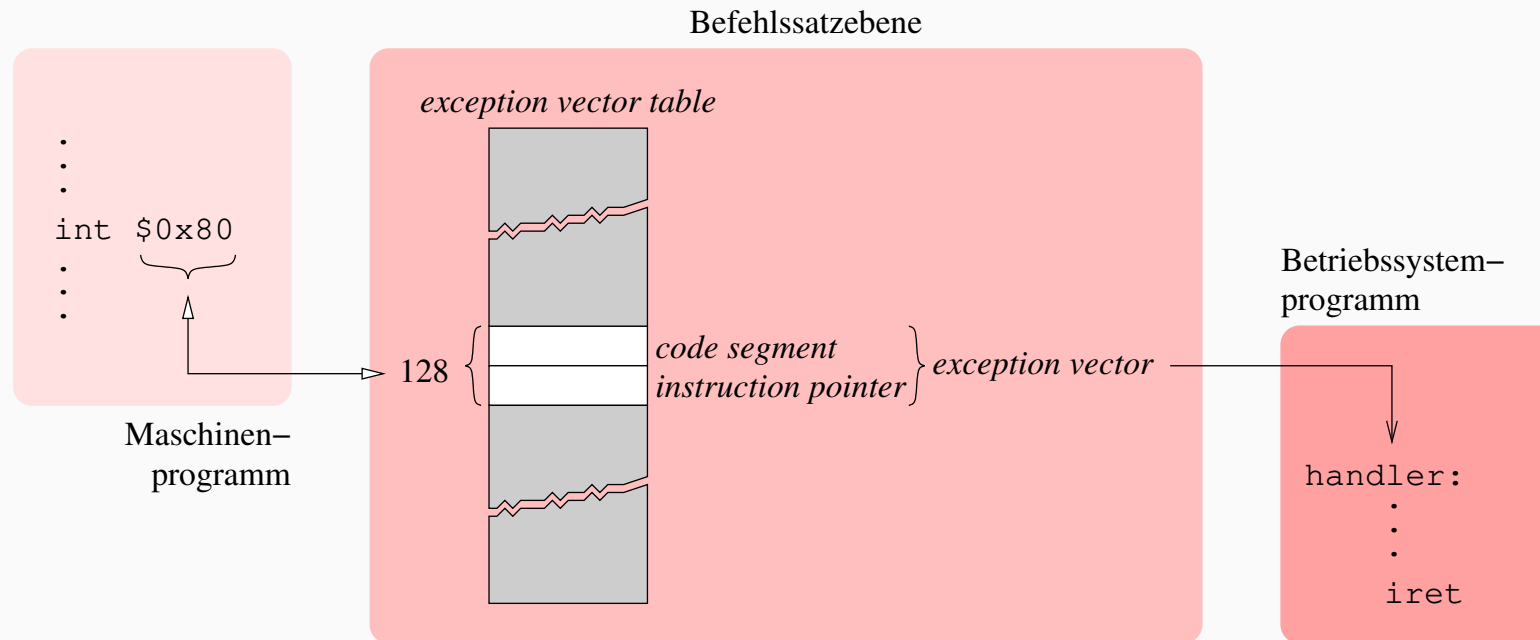 Befehlssatzebene
exception vector table
.
.
.
int $0x80
.
.
.
Maschinen–
programm
128
code segment
instruction pointer
exception vector
Betriebssystem–
programm
handler:
.
.
.
iret